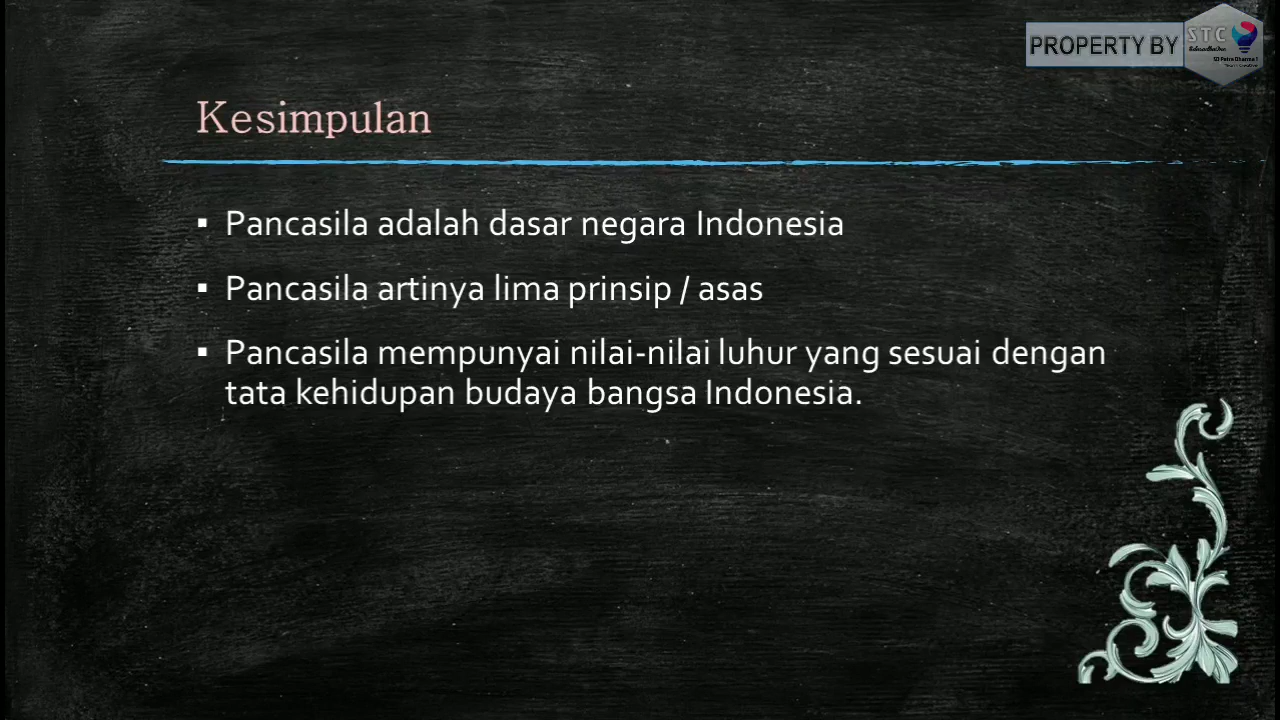 PROPERTY BY
STC
Kesimpulan
▪ Pancasila adalah dasar negara Indonesia
▪ Pancasila artinya lima prinsip / asas
▪ Pancasila mempunyai nilai-nilai luhur yang sesuai dengan
tata kehidupan budaya bangsa Indonesia.